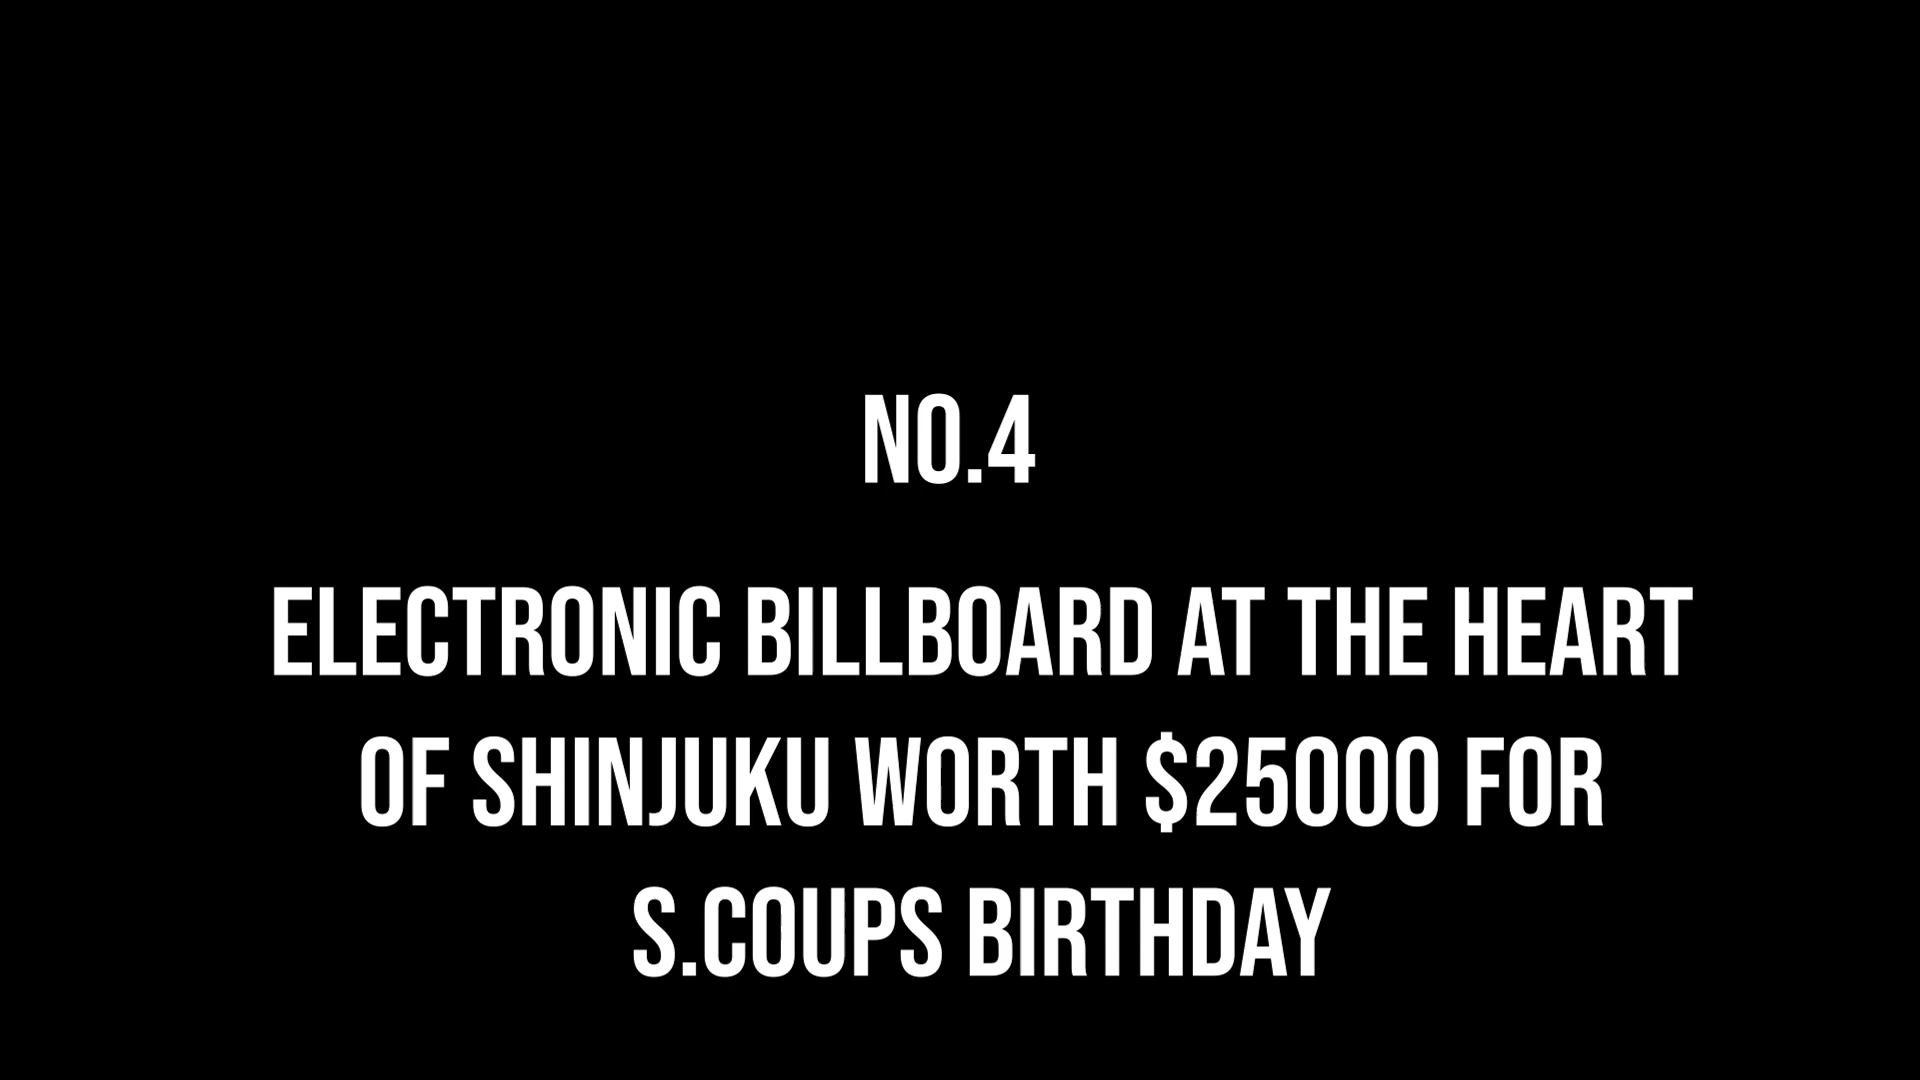 NO.4
ELECTRONIC BILLBOARD AT THE HEART
OF SHINJUKU WORTH $25000 FOR
S.COUPS BIRTHDAY